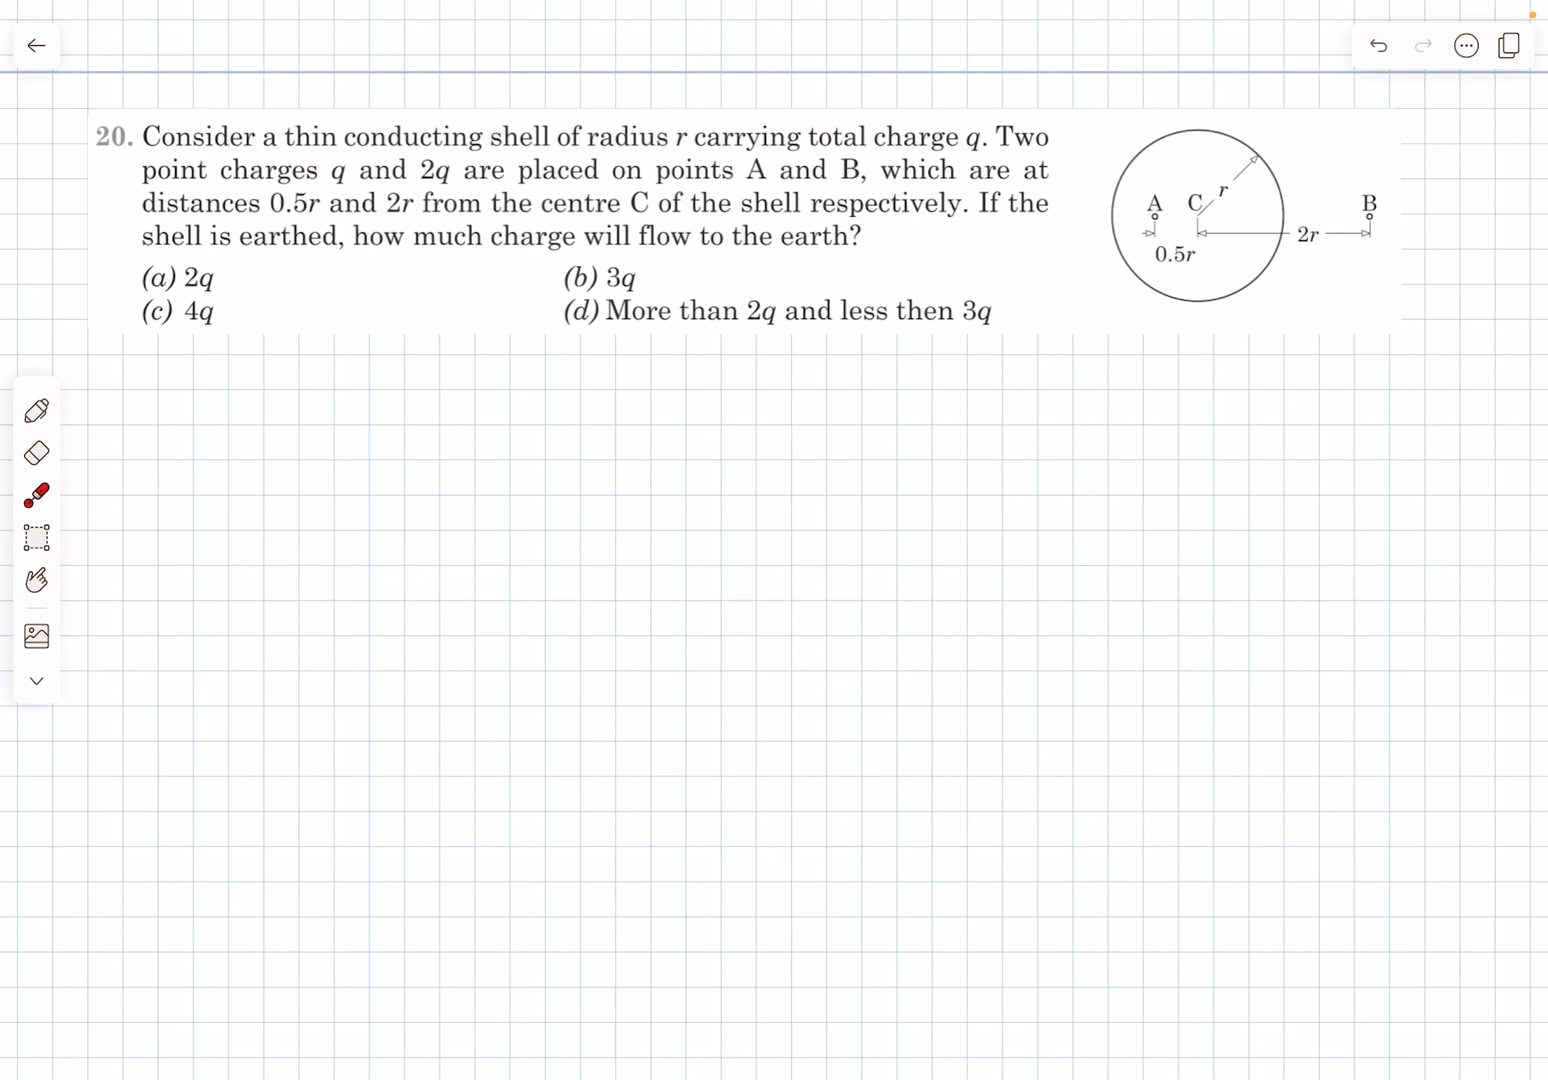 20. Consider a thin conducting shell of radius r carrying total charge q. Two
point charges q and 2q are placed on points A and B, which are at
distances 0.5r and 2r from the centre C of the shell respectively. If the
shell is earthed, how much charge will flow to the earth?
(a) 2q (b) 3q
(c) 4q (d) More than 2q and less then 3q
r
A C B
2r
0.5r